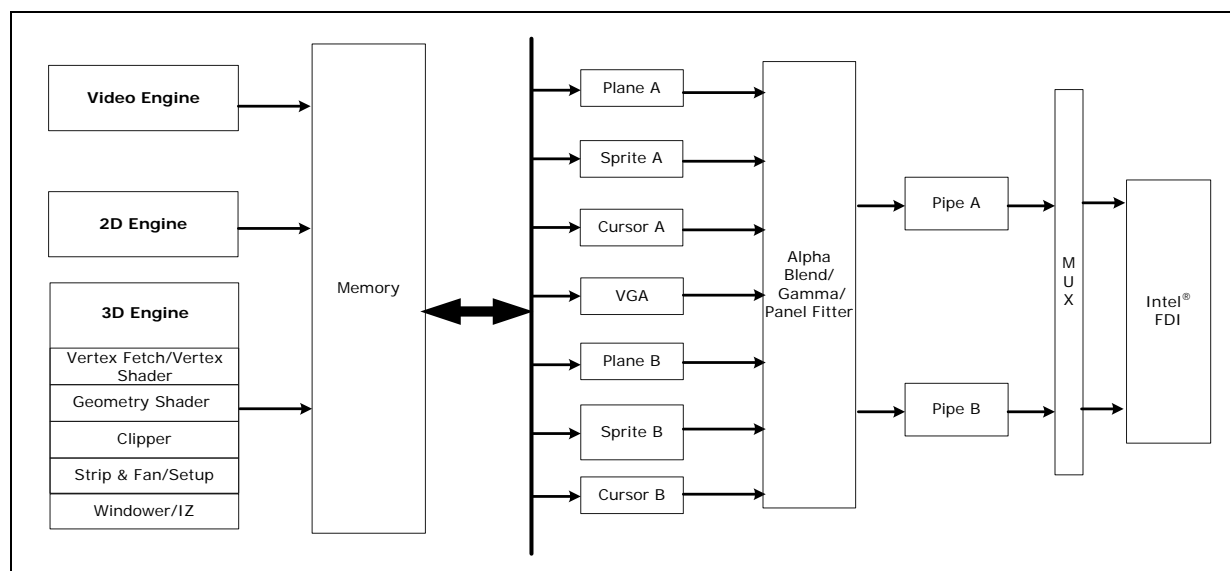 Video Engine
2D Engine
3D Engine
Vertex Fetch/Vertex
Shader
Geometry Shader
Clipper
Strip & Fan/Setup
Windower/IZ
Memory
Plane A
Sprite A
Cursor A
VGA
Plane B
Sprite B
Cursor B
Alpha
Blend/
Gamma/
Panel Fitter
Pipe A
Pipe B
M
U
X
Intel®
FDI